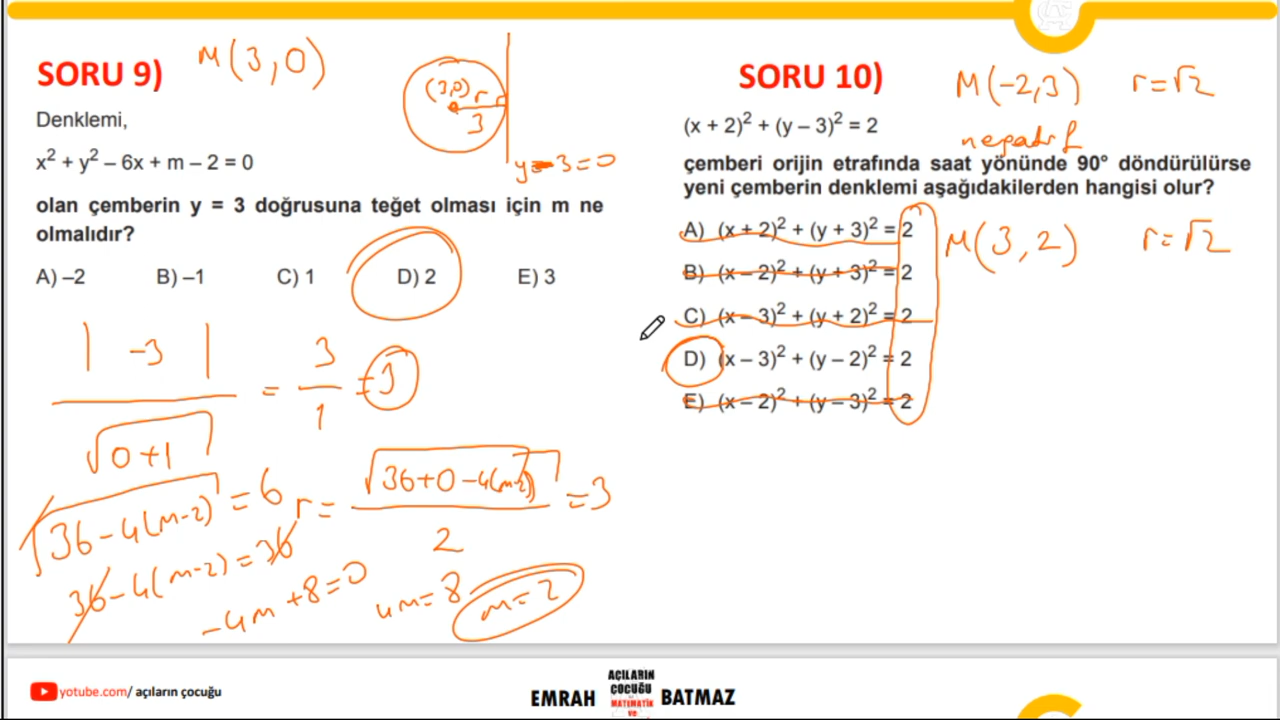 SORU 9) M(3,0)
(3,0) r
3
y-3=0
Denklemi,
x² + y² – 6x + m – 2 = 0
olan çemberin y = 3 doğrusuna teğet olması için m ne
olmalıdır?
A) –2 B) –1 C) 1 D) 2 E) 3
|-3| / √0+1 = 3/1 = 3
r = √36+0-4(m-2) / 2 = 3
√36-4(m-2) = 6
36-4(m-2) = 36
-4m+8=0
4m=8
m=2
SORU 10) M(-2,3) r=√2
(x + 2)² + (y – 3)² = 2
negatif
çemberi orijin etrafında saat yönünde 90° döndürülürse
yeni çemberin denklemi aşağıdakilerden hangisi olur?
A) (x + 2)² + (y + 3)² = 2
M(3,2) r=√2
B) (x – 2)² + (y + 3)² = 2
C) (x – 3)² + (y + 2)² = 2
D) (x – 3)² + (y – 2)² = 2
E) (x – 2)² + (y – 3)² = 2
yotube.com/ açıların çocuğu
EMRAH
AÇILARIN
ÇOCUĞU
MATEMATİK
ve
BATMAZ